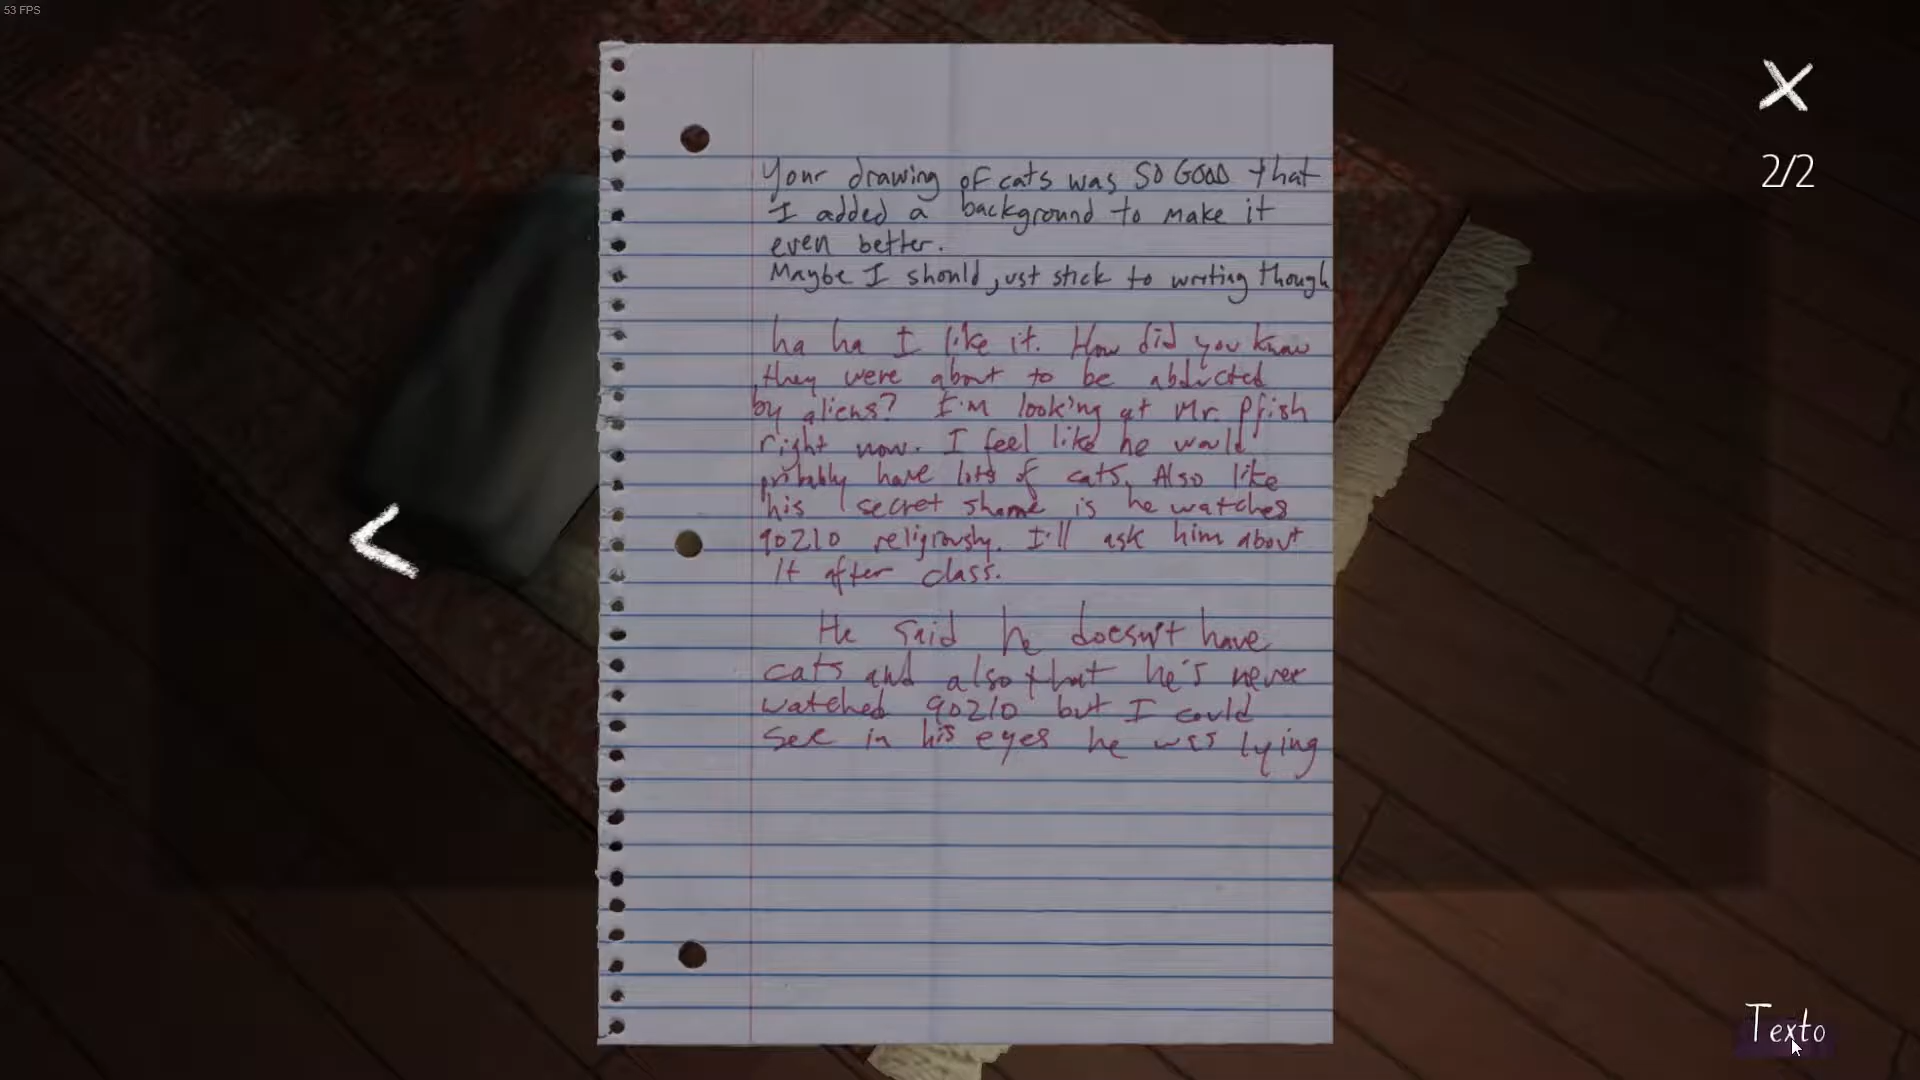 53 FPS
2/2
Your drawing of cats was SO GOOD that
I added a background to make it
even better.
Maybe I should just stick to writing though
ha ha I like it. How did you know
they were about to be abducted
by aliens? I'm looking at Mr. Pfish
right now. I feel like he would
probably have lots of cats. Also like
his secret shame is he watches
90210 religiously. I'll ask him about
it after class.
He said he doesn't have
cats and also that he's never
watched 90210 but I could
see in his eyes he was lying
Texto